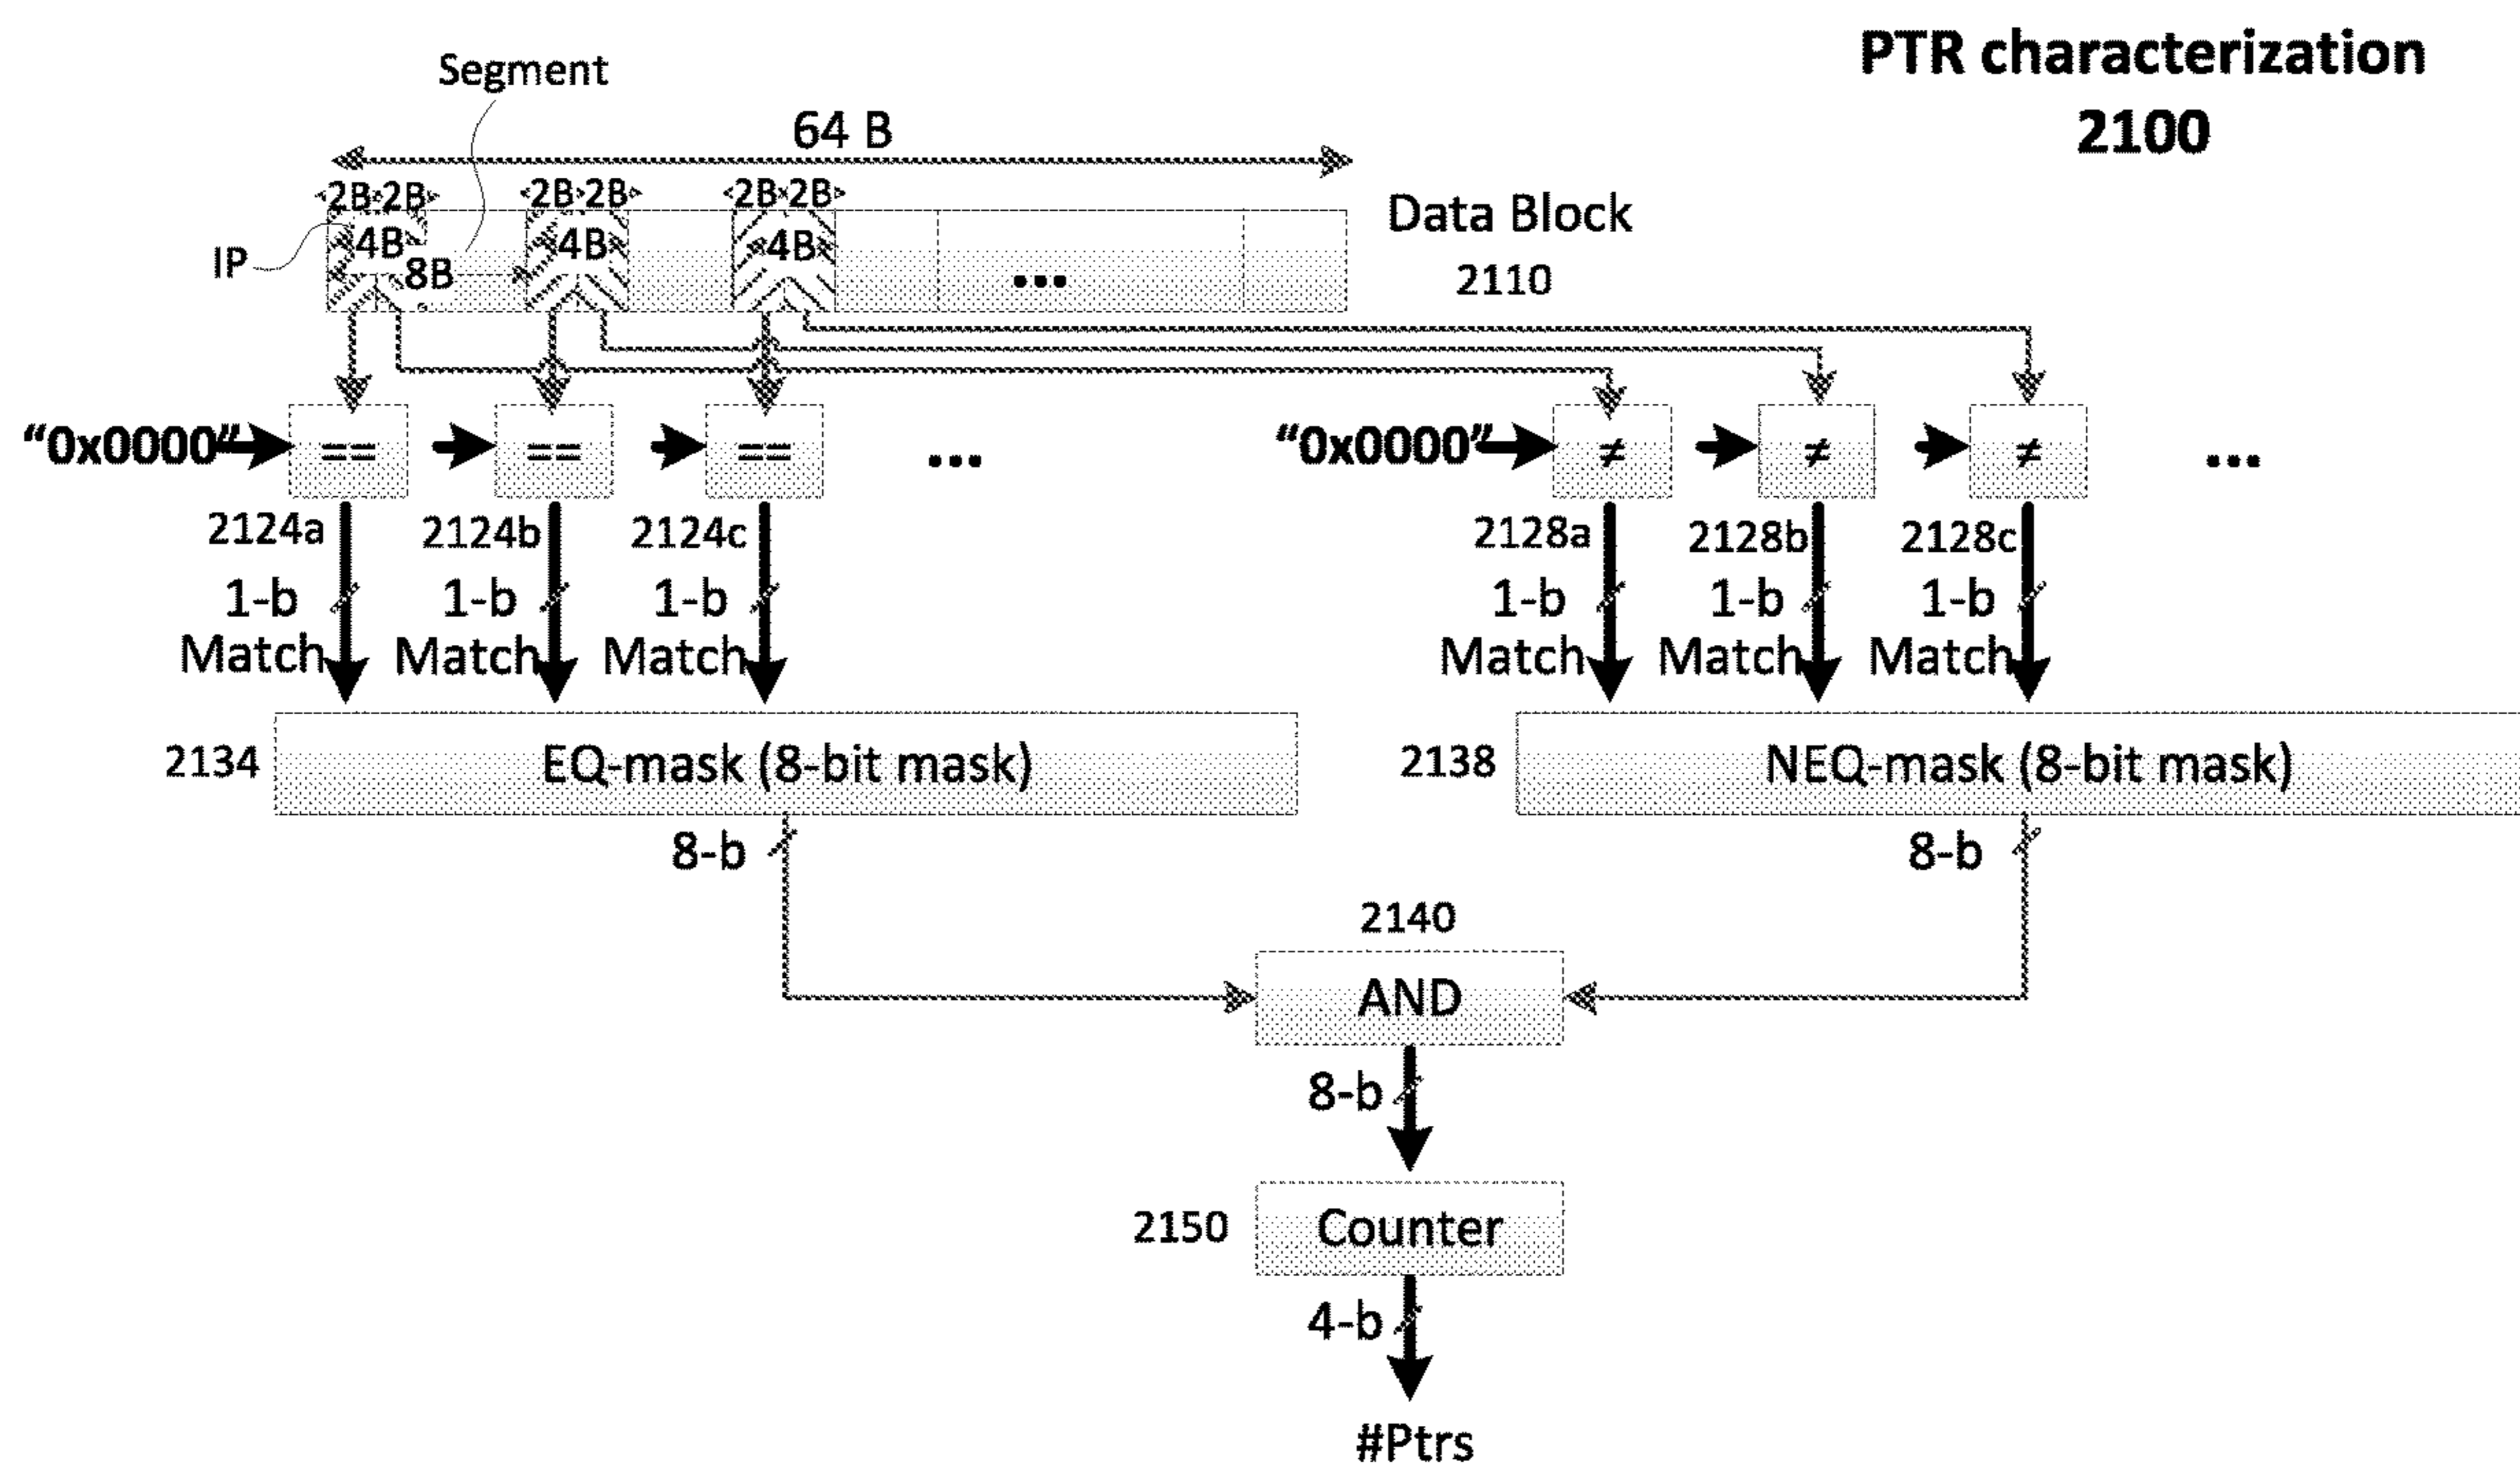 PTR characterization
2100
Segment
64 B
2B 2B
2B 2B
2B 2B
Data Block
2110
IP
4B
8B
4B
4B
...
"0x0000"
==
==
==
...
"0x0000"
≠
≠
≠
...
2124a
2124b
2124c
2128a
2128b
2128c
1-b
Match
1-b
Match
1-b
Match
1-b
Match
1-b
Match
1-b
Match
2134
EQ-mask (8-bit mask)
2138
NEQ-mask (8-bit mask)
8-b
8-b
2140
AND
8-b
2150
Counter
4-b
#Ptrs